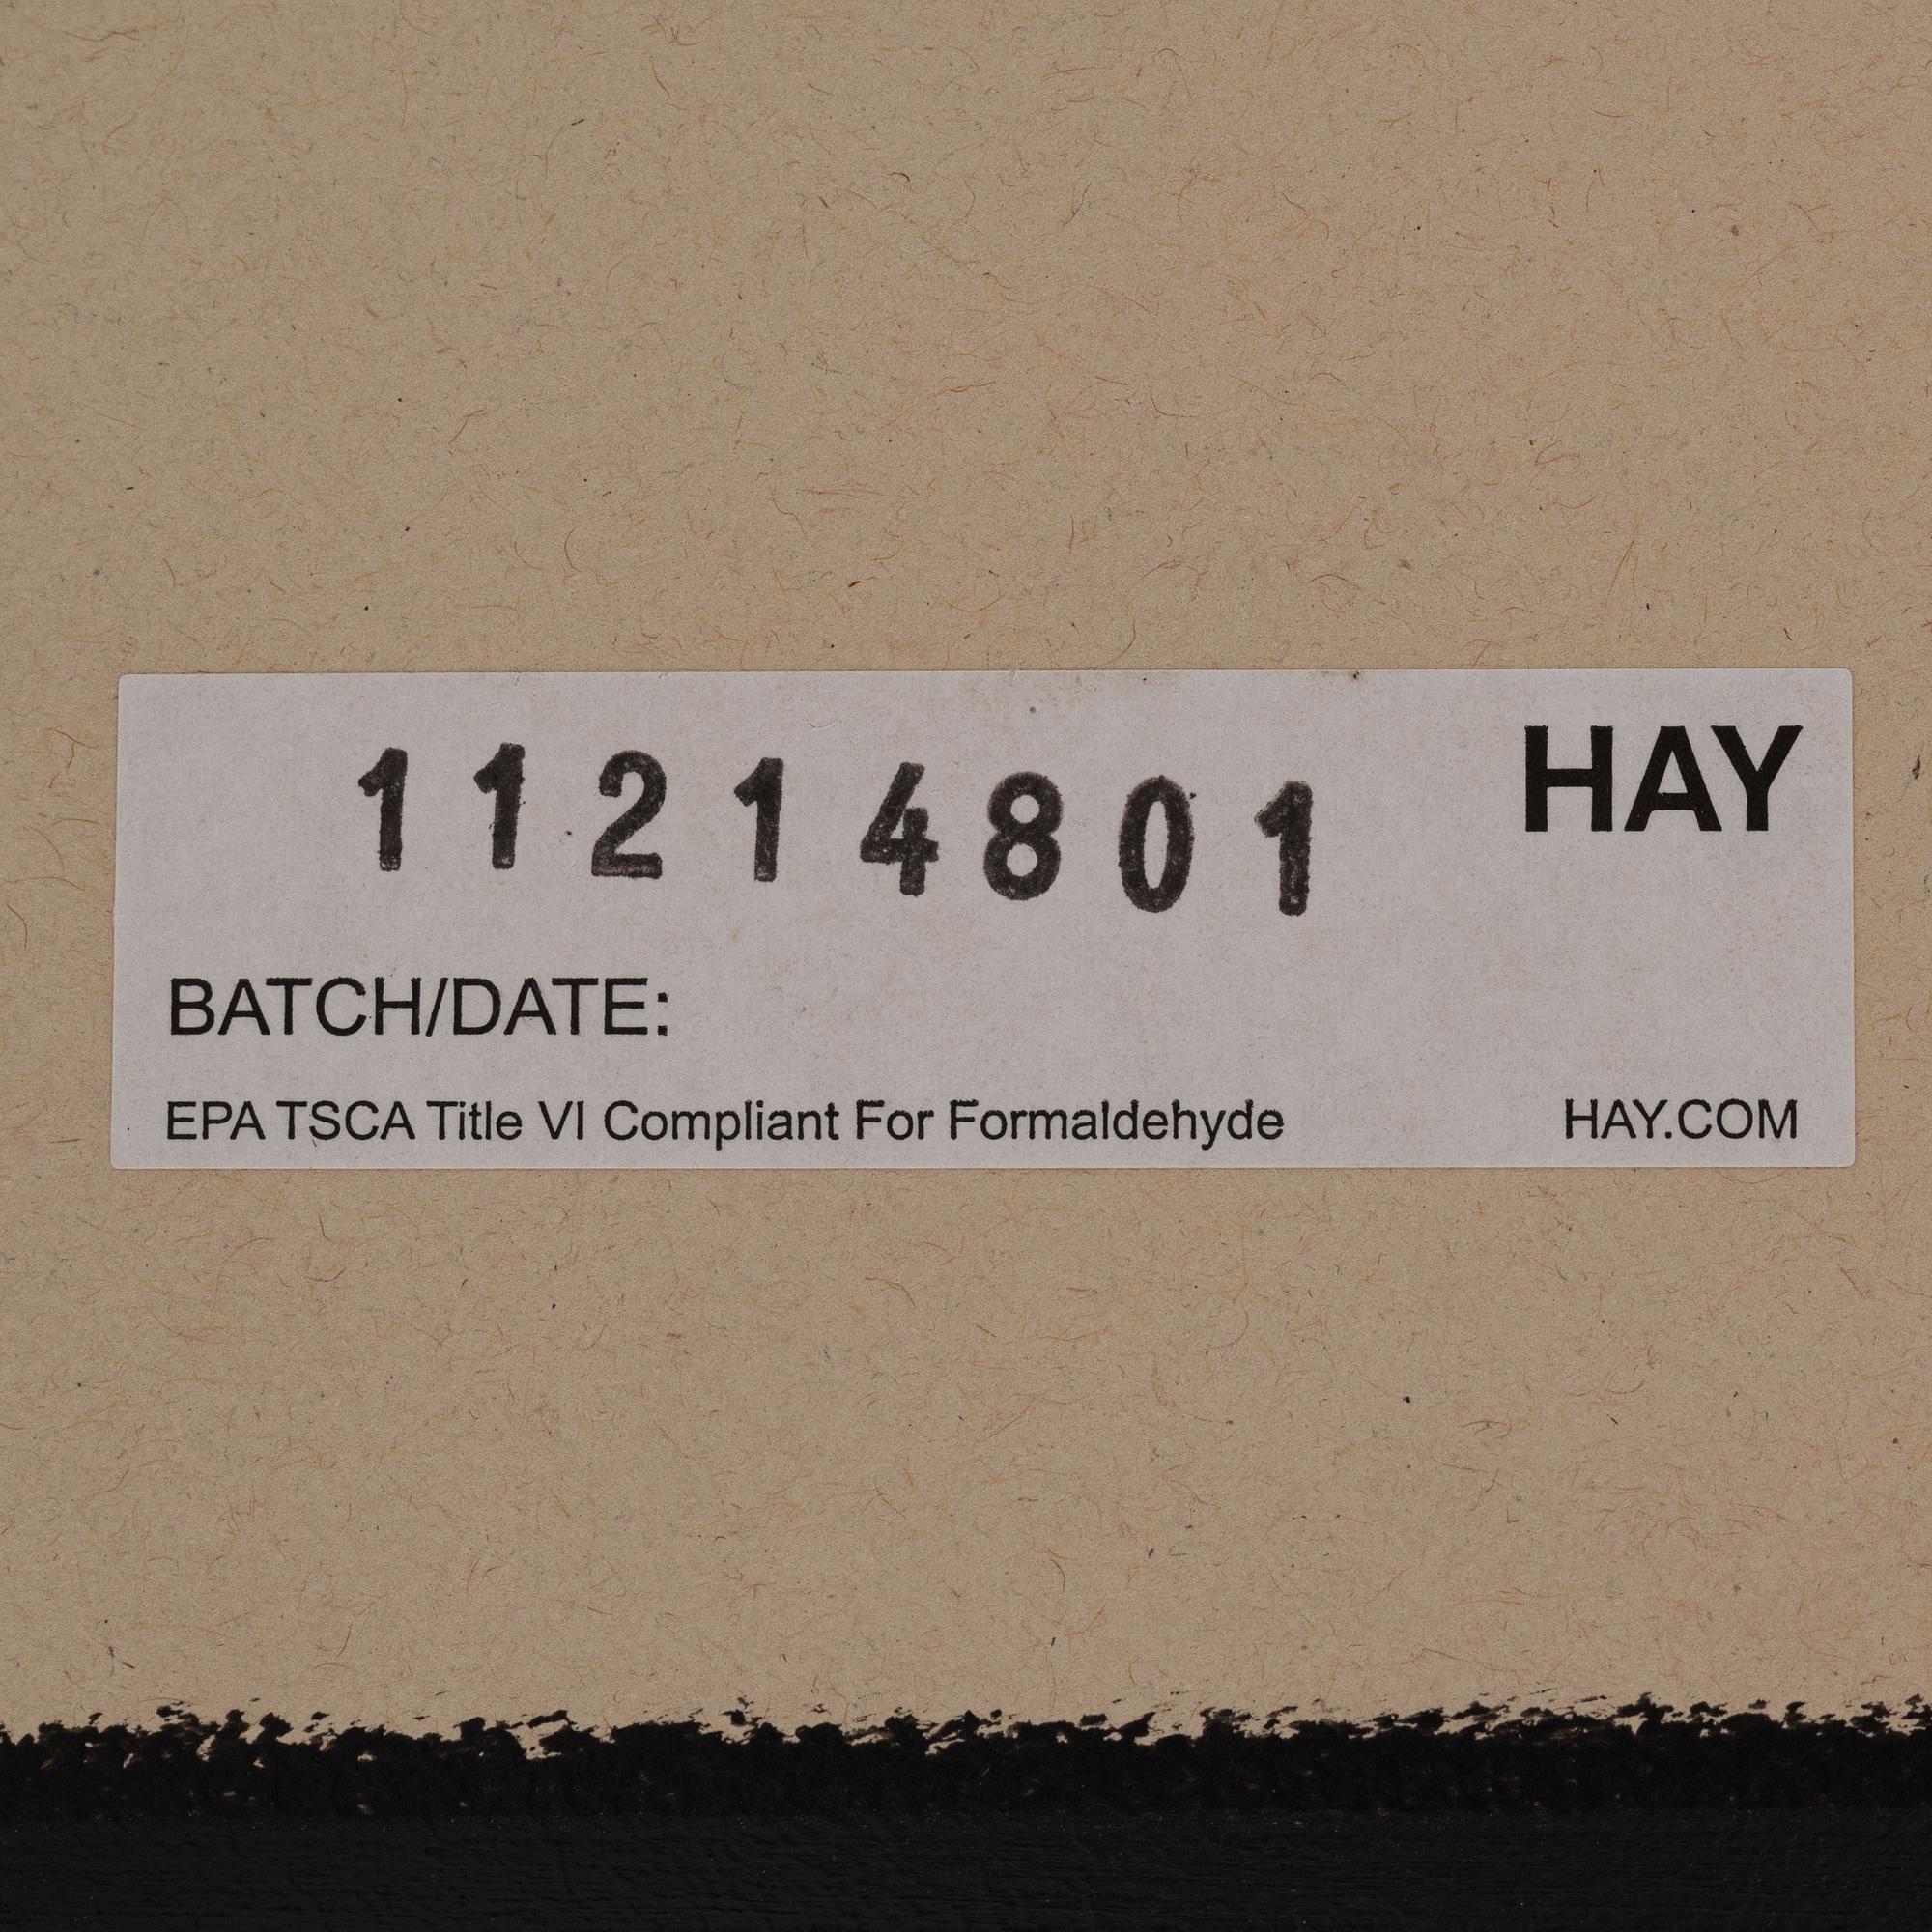 11214801
HAY
BATCH/DATE:
EPA TSCA Title VI Compliant For Formaldehyde
HAY.COM